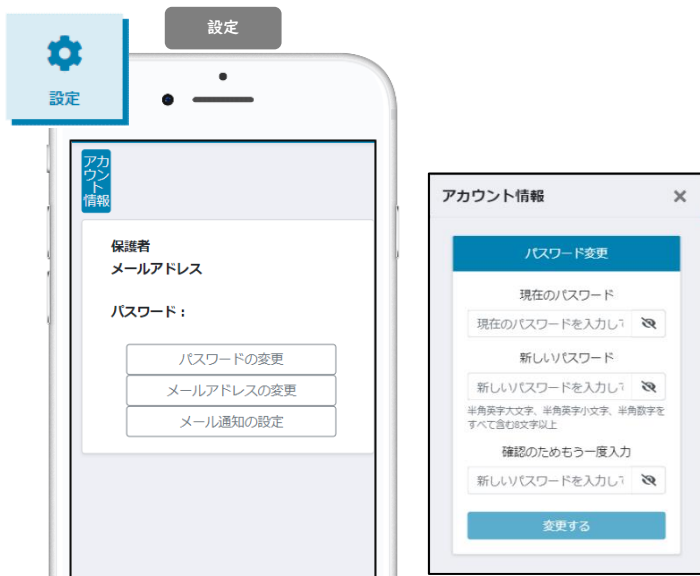 設定
設定
アカ
ウン
ト
情報
保護者
メールアドレス
パスワード：
パスワードの変更
メールアドレスの変更
メール通知の設定
アカウント情報
パスワード変更
現在のパスワード
現在のパスワードを入力して
新しいパスワード
新しいパスワードを入力して
半角英字大文字、半角英字小文字、半角数字を
すべて含む8文字以上
確認のためもう一度入力
新しいパスワードを入力して
変更する